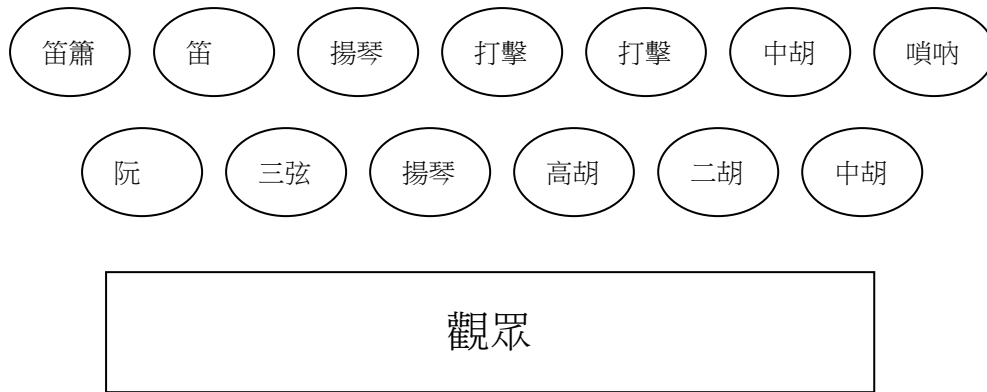 笛簫 笛 揚琴 打擊 打擊 中胡 嗩吶
阮 三弦 揚琴 高胡 二胡 中胡
觀眾